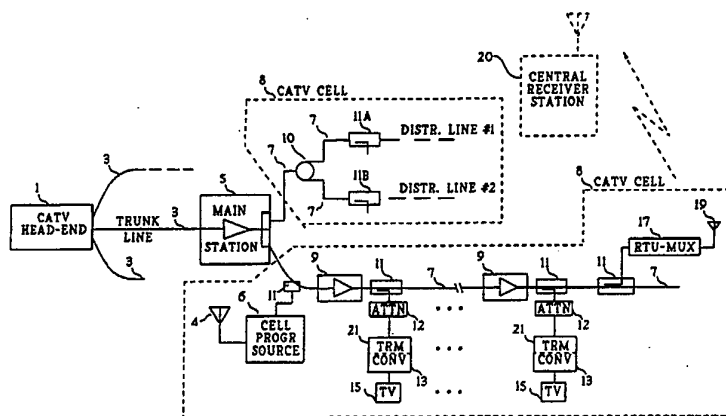 20
CENTRAL
RECEIVER
STATION
8
CATV CELL
7
11A
DISTR. LINE #1
10
7
11B
DISTR. LINE #2
7
3
1
CATV
HEAD-END
TRUNK
LINE
3
5
MAIN
STATION
3
8
CATV CELL
17
RTU-MUX
19
9
11
7
9
11
11
7
11
4
6
CELL
PROGR
SOURCE
ATTN
12
ATTN
12
21
TRM
CONV
13
21
TRM
CONV
13
15
TV
15
TV